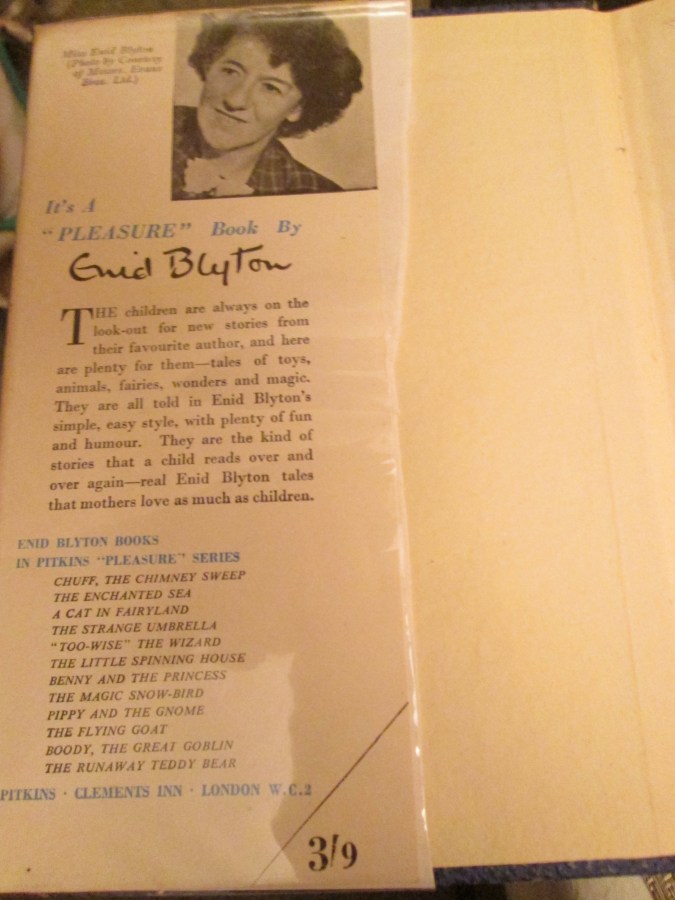 Miss Enid Blyton
(Photo by Courtesy
of Messrs. Evans
Bros. Ltd.)
It's A
"PLEASURE" Book By
Enid Blyton
THE children are always on the
look-out for new stories from
their favourite author, and here
are plenty for them—tales of toys,
animals, fairies, wonders and magic.
They are all told in Enid Blyton's
simple, easy style, with plenty of fun
and humour. They are the kind of
stories that a child reads over and
over again—real Enid Blyton tales
that mothers love as much as children.
ENID BLYTON BOOKS
IN PITKINS "PLEASURE" SERIES
CHUFF, THE CHIMNEY SWEEP
THE ENCHANTED SEA
A CAT IN FAIRYLAND
THE STRANGE UMBRELLA
"TOO-WISE" THE WIZARD
THE LITTLE SPINNING HOUSE
BENNY AND THE PRINCESS
THE MAGIC SNOW-BIRD
PIPPY AND THE GNOME
THE FLYING GOAT
BOODY, THE GREAT GOBLIN
THE RUNAWAY TEDDY BEAR
PITKINS · CLEMENTS INN · LONDON W.C.2
3/9